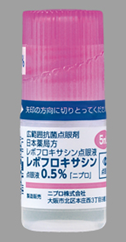 矢印の方向に切りとってください
広範囲抗菌点眼剤
日本薬局方
レボフロキサシン点眼液
レボフロキサシン
点眼液0.5%「ニプロ」
ニプロ株式会社
大阪市北区本庄西3丁目9番3号